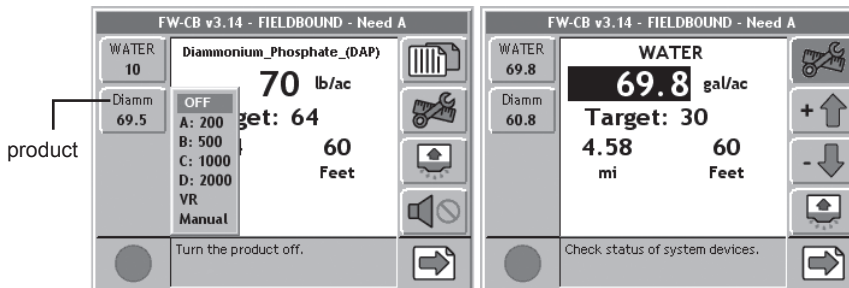 product
FW-CB v3.14 - FIELDBOUND - Need A
WATER
10
Diamm
69.5
Diammonium_Phosphate_(DAP)
70 lb/ac
get: 64
60
Feet
OFF
A: 200
B: 500
C: 1000
D: 2000
VR
Manual
Turn the product off.
FW-CB v3.14 - FIELDBOUND - Need A
WATER
69.8
Diamm
60.8
WATER
69.8 gal/ac
Target: 30
4.58 60
mi Feet
+
-
Check status of system devices.